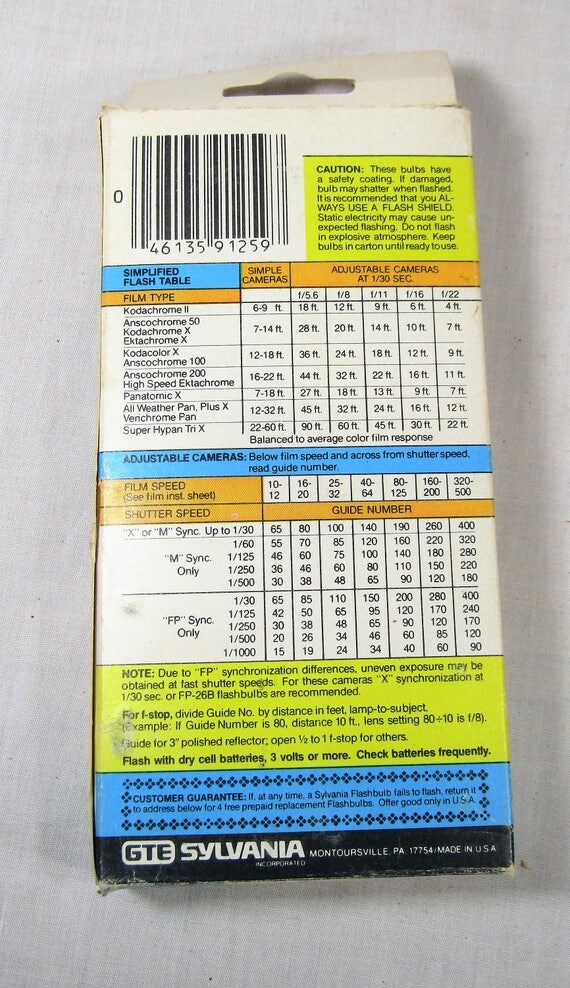 CAUTION: These bulbs have
a safety coating. If damaged,
bulb may shatter when flashed.
It is recommended that you AL-
WAYS USE A FLASH SHIELD.
Static electricity may cause un-
expected flashing. Do not flash
in explosive atmosphere. Keep
bulbs in carton until ready to use.
0 46135 91259
SIMPLIFIED FLASH TABLE SIMPLE CAMERAS ADJUSTABLE CAMERAS AT 1/30 SEC.
FILM TYPE f/5.6 f/8 f/11 f/16 f/22
Kodachrome II 6-9 ft. 18 ft. 12 ft. 9 ft. 6 ft. 4 ft.
Anscochrome 50
Kodachrome X 7-14 ft. 28 ft. 20 ft. 14 ft. 10 ft. 7 ft.
Ektachrome X
Kodacolor X 12-18 ft. 36 ft. 24 ft. 18 ft. 12 ft. 9 ft.
Anscochrome 100
Anscochrome 200 16-22 ft. 44 ft. 32 ft. 22 ft. 16 ft. 11 ft.
High Speed Ektachrome
Panatomic X 7-18 ft. 27 ft. 18 ft. 13 ft. 9 ft. 7 ft.
All Weather Pan, Plus X 12-32 ft. 45 ft. 32 ft. 24 ft. 16 ft. 12 ft.
Verichrome Pan
Super Hypan Tri X 22-60 ft. 90 ft. 60 ft. 45 ft. 30 ft. 22 ft.
Balanced to average color film response
ADJUSTABLE CAMERAS: Below film speed and across from shutter speed,
read guide number.
FILM SPEED 10- 16- 25- 40- 80- 160- 320-
(See film inst. sheet) 12 20 32 64 125 200 500
SHUTTER SPEED GUIDE NUMBER
"X" or "M" Sync. Up to 1/30 65 80 100 140 190 260 400
1/60 55 70 85 120 160 220 320
"M" Sync. 1/125 46 60 75 100 140 180 280
Only 1/250 36 46 60 80 110 150 220
1/500 30 38 48 65 90 120 180
1/30 65 85 110 150 200 280 400
"FP" Sync. 1/125 42 50 65 95 120 170 240
Only 1/250 30 38 48 65 90 120 170
1/500 20 26 34 46 60 85 120
1/1000 15 19 24 34 40 60 90
NOTE: Due to "FP" synchronization differences, uneven exposure may be
obtained at fast shutter speeds. For these cameras "X" synchronization at
1/30 sec. or FP-26B flashbulbs are recommended.
For f-stop, divide Guide No. by distance in feet, lamp-to-subject.
(Example: If Guide Number is 80, distance 10 ft., lens setting 80÷10 is f/8).
Guide for 3" polished reflector; open ½ to 1 f-stop for others.
Flash with dry cell batteries, 3 volts or more. Check batteries frequently.
CUSTOMER GUARANTEE: If, at any time, a Sylvania Flashbulb fails to flash, return it
to address below for 4 free prepaid replacement Flashbulbs. Offer good only in U.S.A.
GTE SYLVANIA
INCORPORATED
MONTOURSVILLE, PA. 17754/MADE IN U.S.A